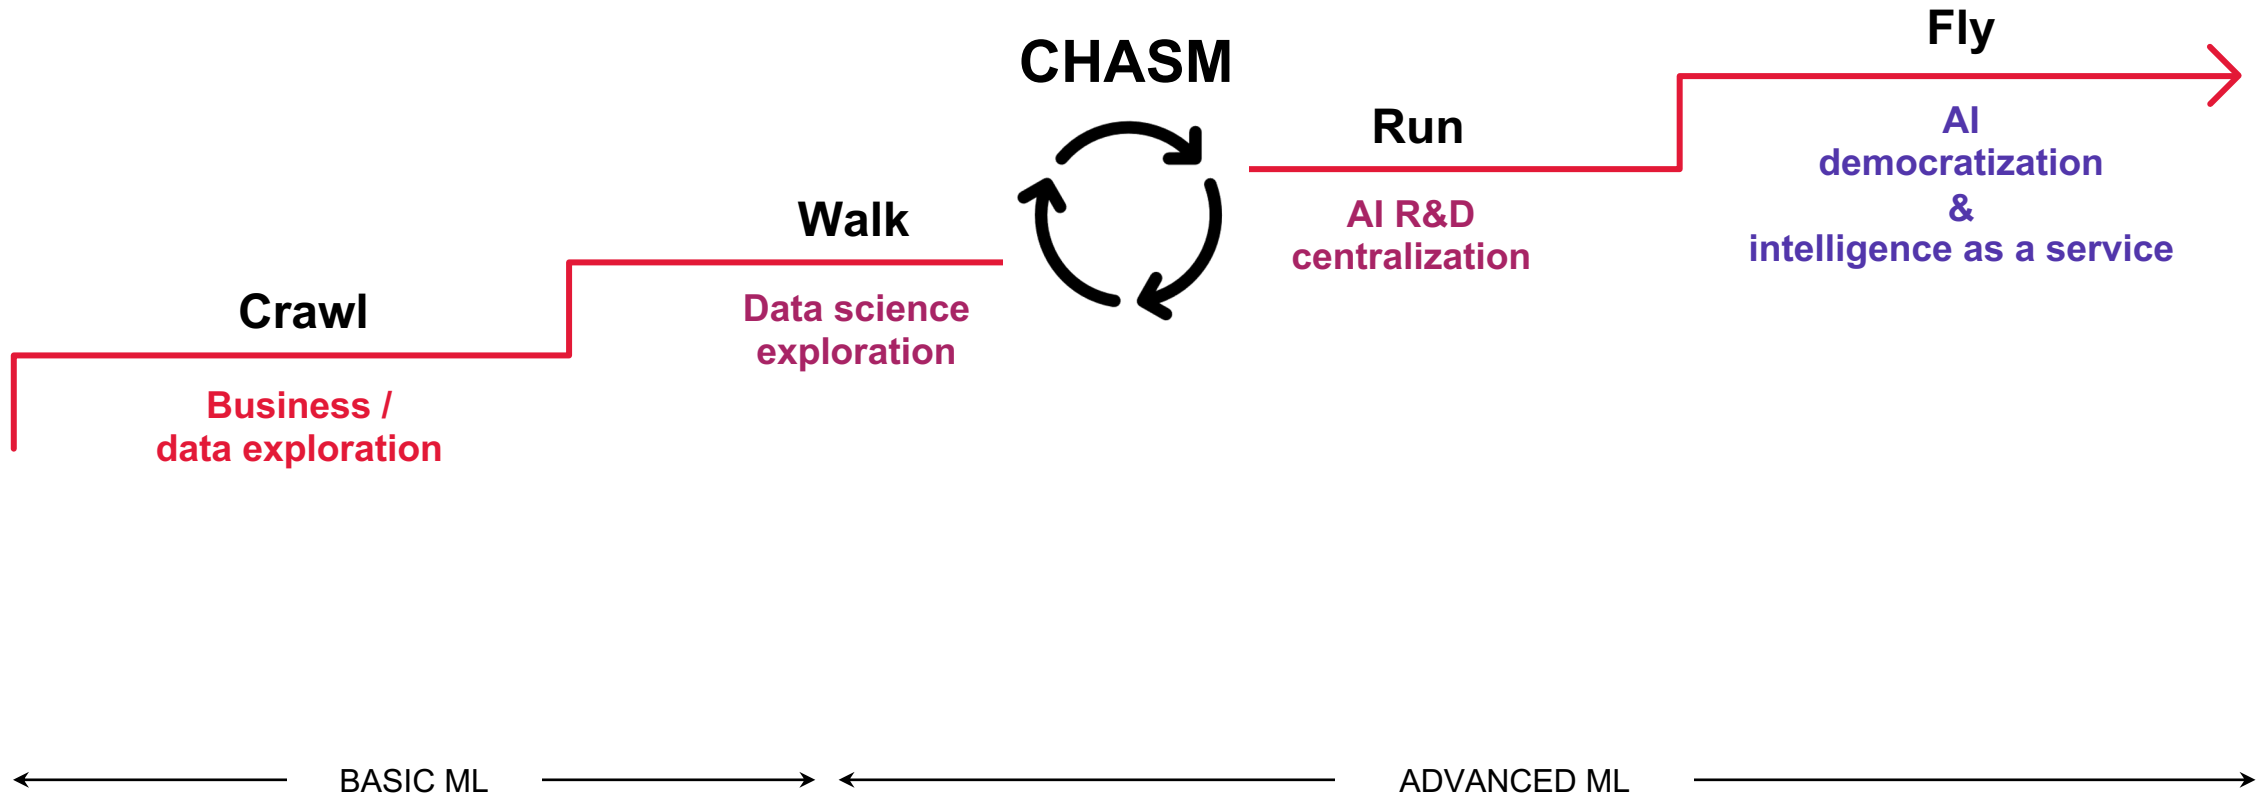 Crawl
Business /
data exploration
Walk
Data science
exploration
CHASM
Run
AI R&D
centralization
Fly
AI
democratization
&
intelligence as a service
BASIC ML
ADVANCED ML